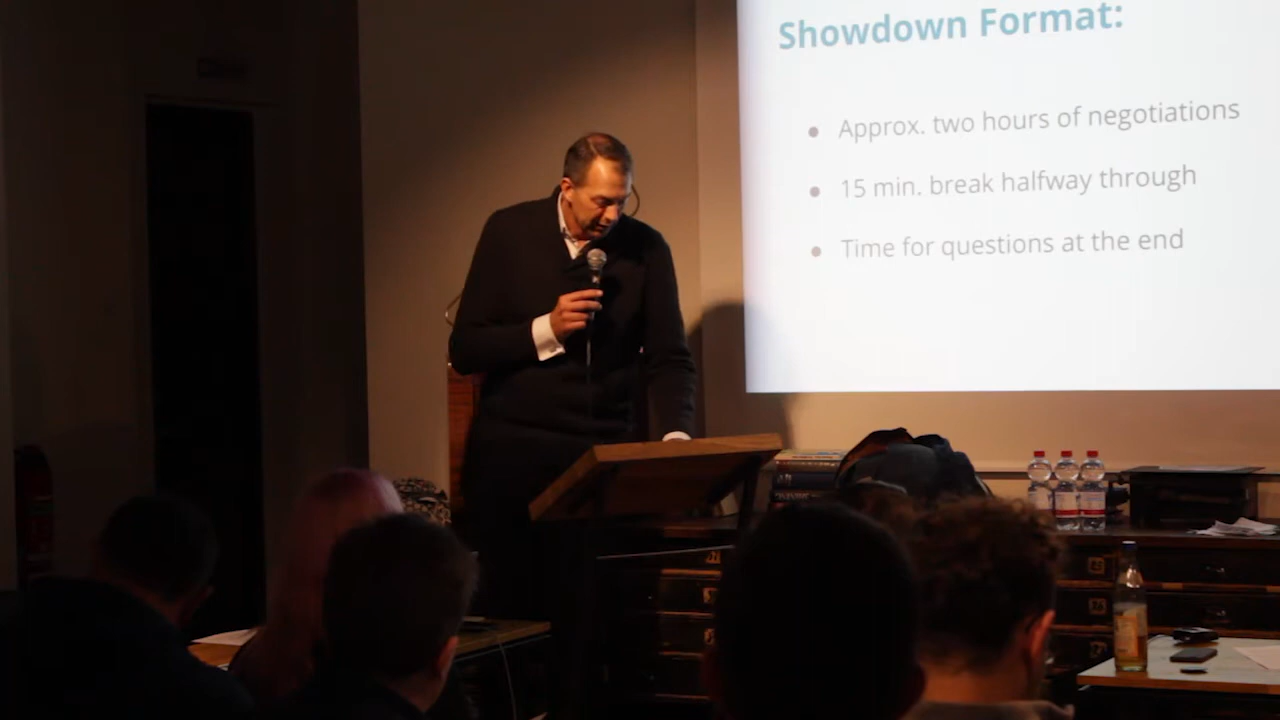 Showdown Format:
● Approx. two hours of negotiations
● 15 min. break halfway through
● Time for questions at the end